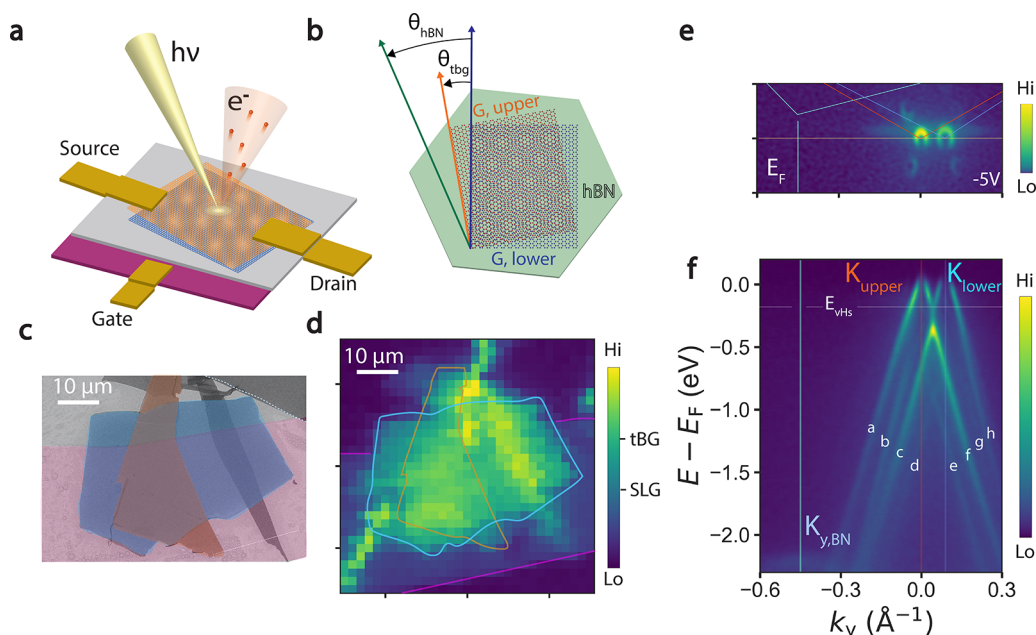 a
hν
e-
Source
Drain
Gate
b
θhBN
θtbg
G, upper
hBN
G, lower
c
10 μm
d
10 μm
Hi
tBG
SLG
Lo
e
EF
-5V
Hi
Lo
f
Kupper
Klower
EvHs
a
b
c
d
e
f
g
h
Ky,BN
0.0
−0.5
−1.0
−1.5
−2.0
E − EF (eV)
−0.6
−0.3
0.0
0.3
ky (Å−1)
Hi
Lo